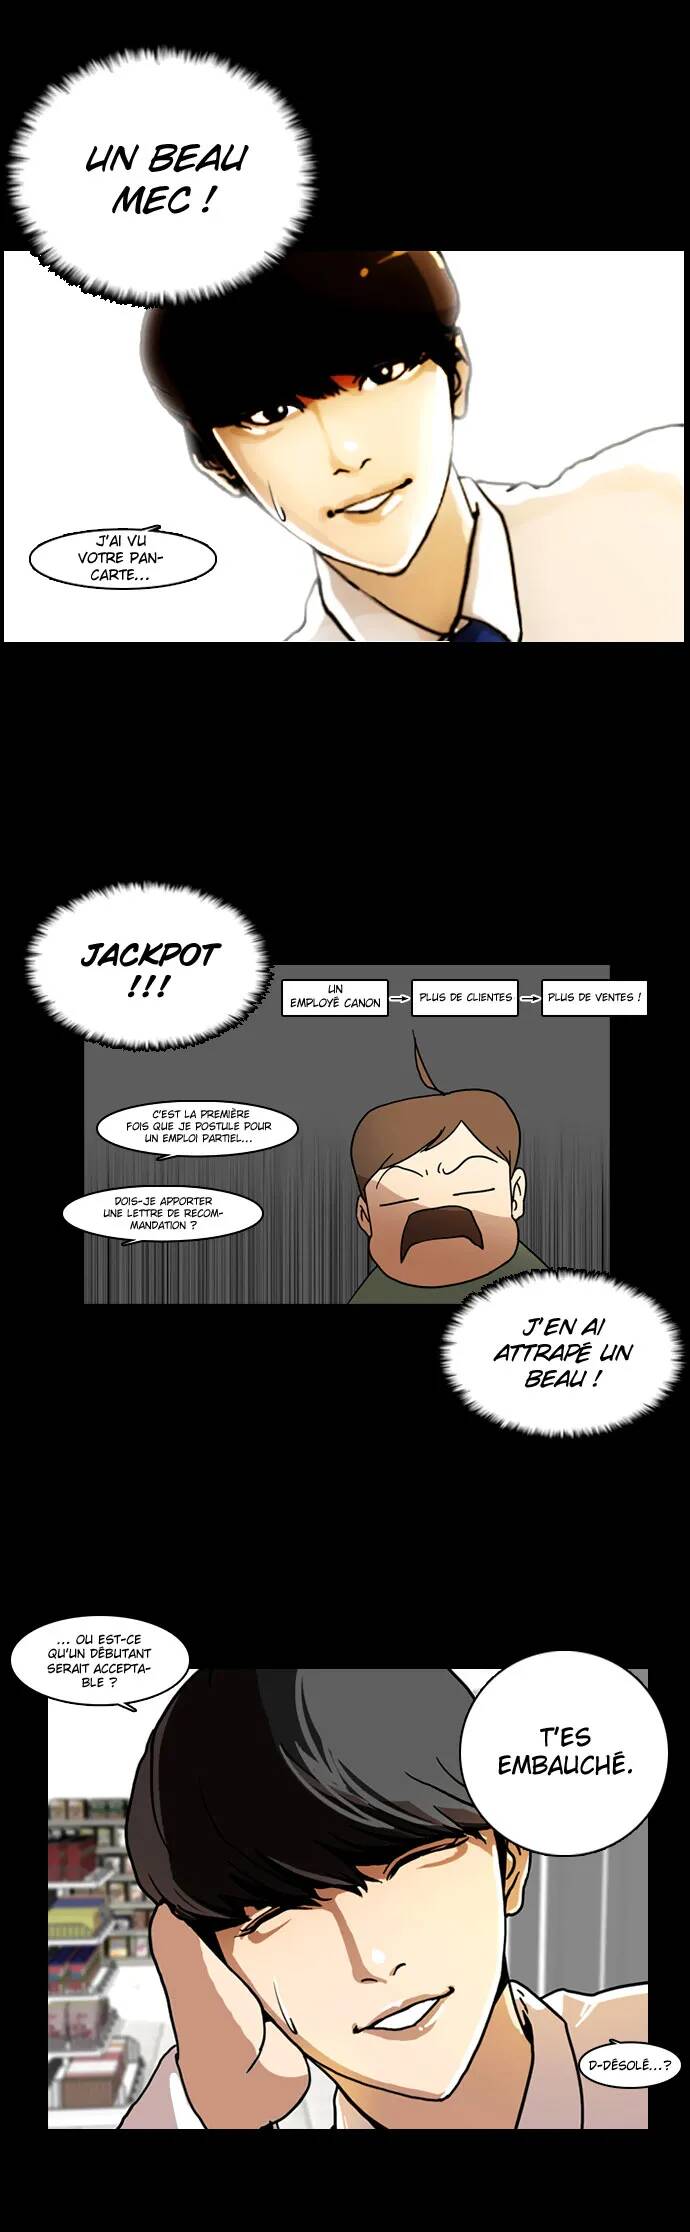 UN BEAU
MEC !
J'AI VU
VOTRE PAN-
CARTE...
JACKPOT
!!!
UN
EMPLOYÉ CANON
PLUS DE CLIENTES
PLUS DE VENTES !
C'EST LA PREMIÈRE
FOIS QUE JE POSTULE POUR
UN EMPLOI PARTIEL...
DOIS-JE APPORTER
UNE LETTRE DE RECOM-
MANDATION ?
J'EN AI
ATTRAPÉ UN
BEAU !
... OU EST-CE
QU'UN DÉBUTANT
SERAIT ACCEPTA-
BLE ?
T'ES
EMBAUCHÉ.
D-DÉSOLÉ...?